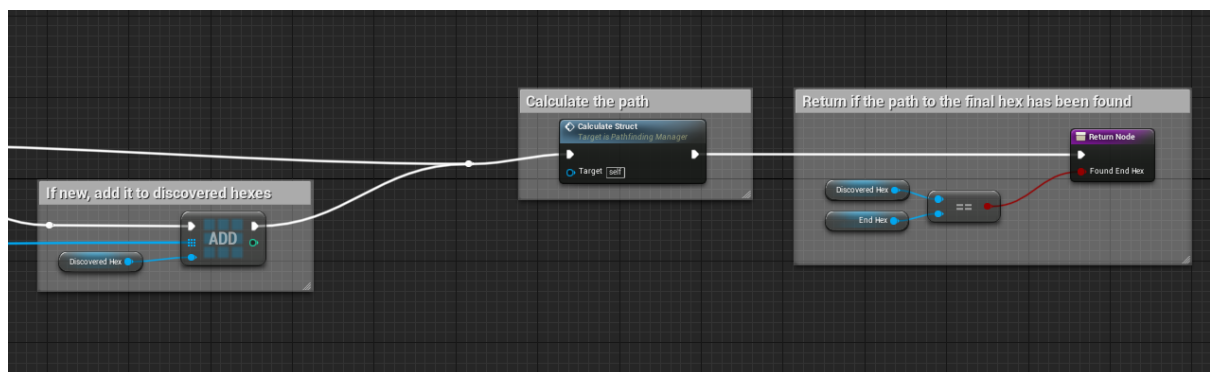 Calculate the path
Calculate Struct
Target is Pathfinding Manager
Target self
Return if the path to the final hex has been found
Return Node
Found End Hex
Discovered Hex
End Hex
==
If new, add it to discovered hexes
ADD
Discovered Hex